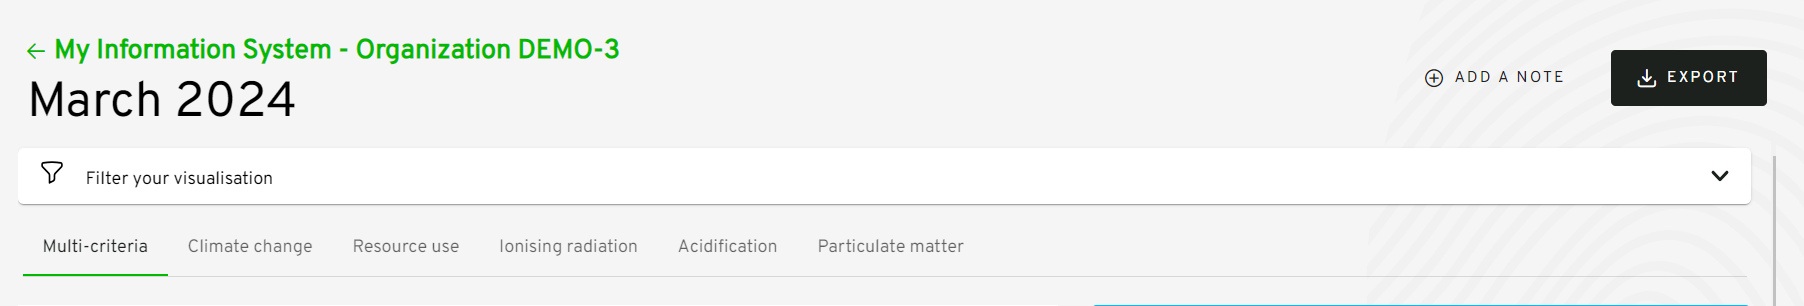 My Information System - Organization DEMO-3
March 2024
ADD A NOTE
EXPORT
Filter your visualisation
Multi-criteria
Climate change
Resource use
Ionising radiation
Acidification
Particulate matter